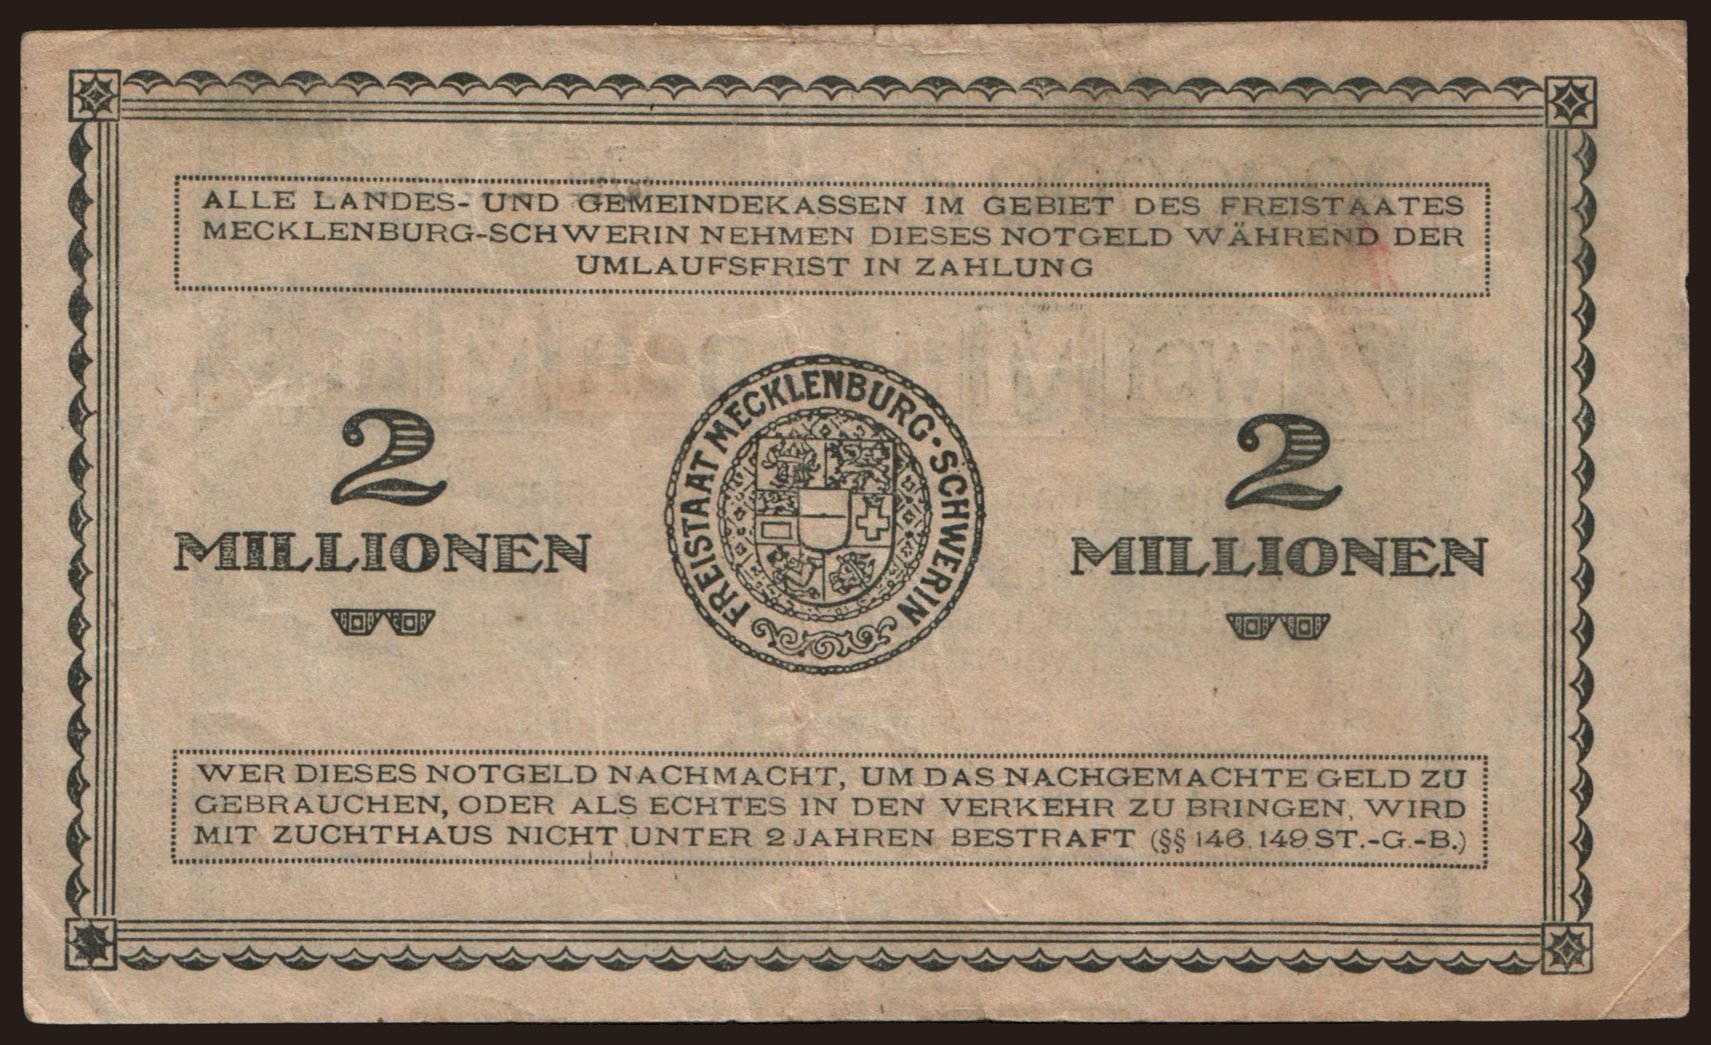 ALLE LANDES- UND GEMEINDEKASSEN IM GEBIET DES FREISTAATES
MECKLENBURG-SCHWERIN NEHMEN DIESES NOTGELD WÄHREND DER
UMLAUFSFRIST IN ZAHLUNG
2
MILLIONEN
FREISTAAT MECKLENBURG-SCHWERIN
2
MILLIONEN
WER DIESES NOTGELD NACHMACHT, UM DAS NACHGEMACHTE GELD ZU
GEBRAUCHEN, ODER ALS ECHTES IN DEN VERKEHR ZU BRINGEN, WIRD
MIT ZUCHTHAUS NICHT UNTER 2 JAHREN BESTRAFT (§§ 146. 149 ST.-G.-B.)